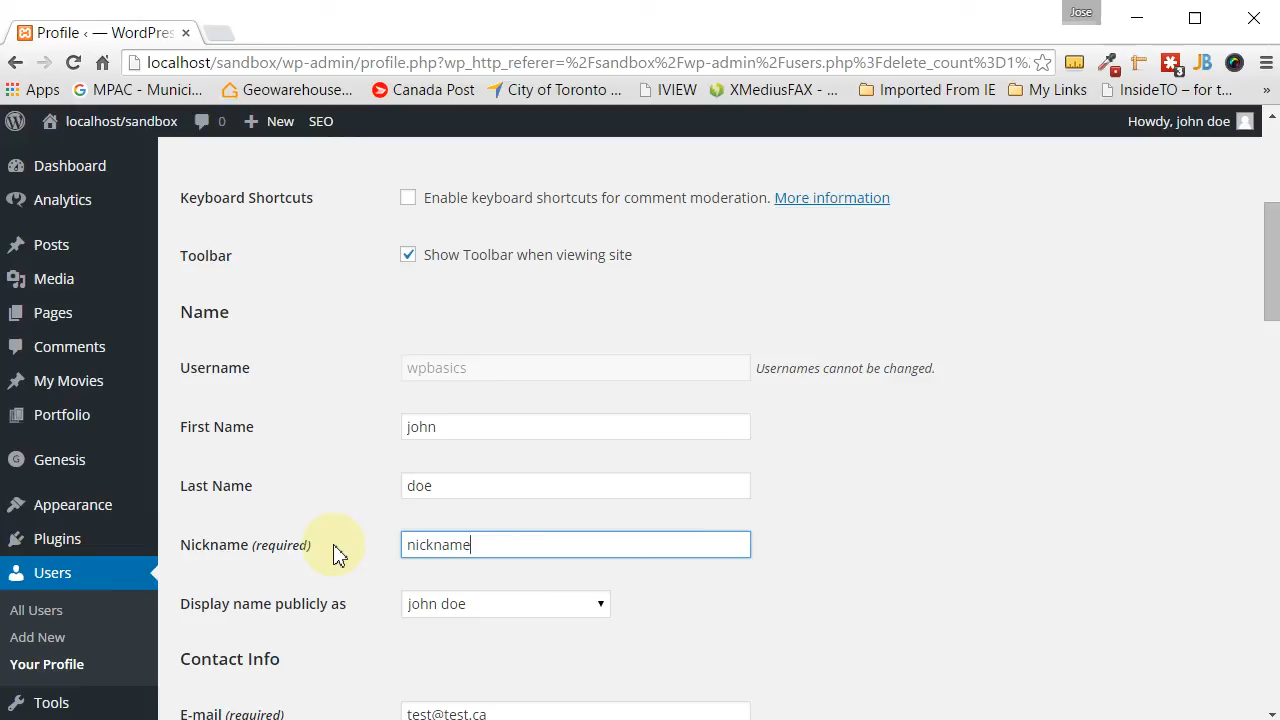 Jose
Profile ‹ — WordPres
localhost/sandbox/wp-admin/profile.php?wp_http_referer=%2Fsandbox%2Fwp-admin%2Fusers.php%3Fdelete_count%3D1%
Apps
MPAC - Munici...
Geowarehouse...
Canada Post
City of Toronto ...
IVIEW
XMediusFAX - ...
Imported From IE
My Links
InsideTO – for t...
»
localhost/sandbox
0
New
SEO
Howdy, john doe
Dashboard
Analytics
Posts
Media
Pages
Comments
My Movies
Portfolio
Genesis
Appearance
Plugins
Users
All Users
Add New
Your Profile
Tools
Keyboard Shortcuts
Enable keyboard shortcuts for comment moderation. More information
Toolbar
Show Toolbar when viewing site
Name
Username
wpbasics
Usernames cannot be changed.
First Name
john
Last Name
doe
Nickname (required)
nickname
Display name publicly as
john doe
Contact Info
E-mail (required)
test@test.ca